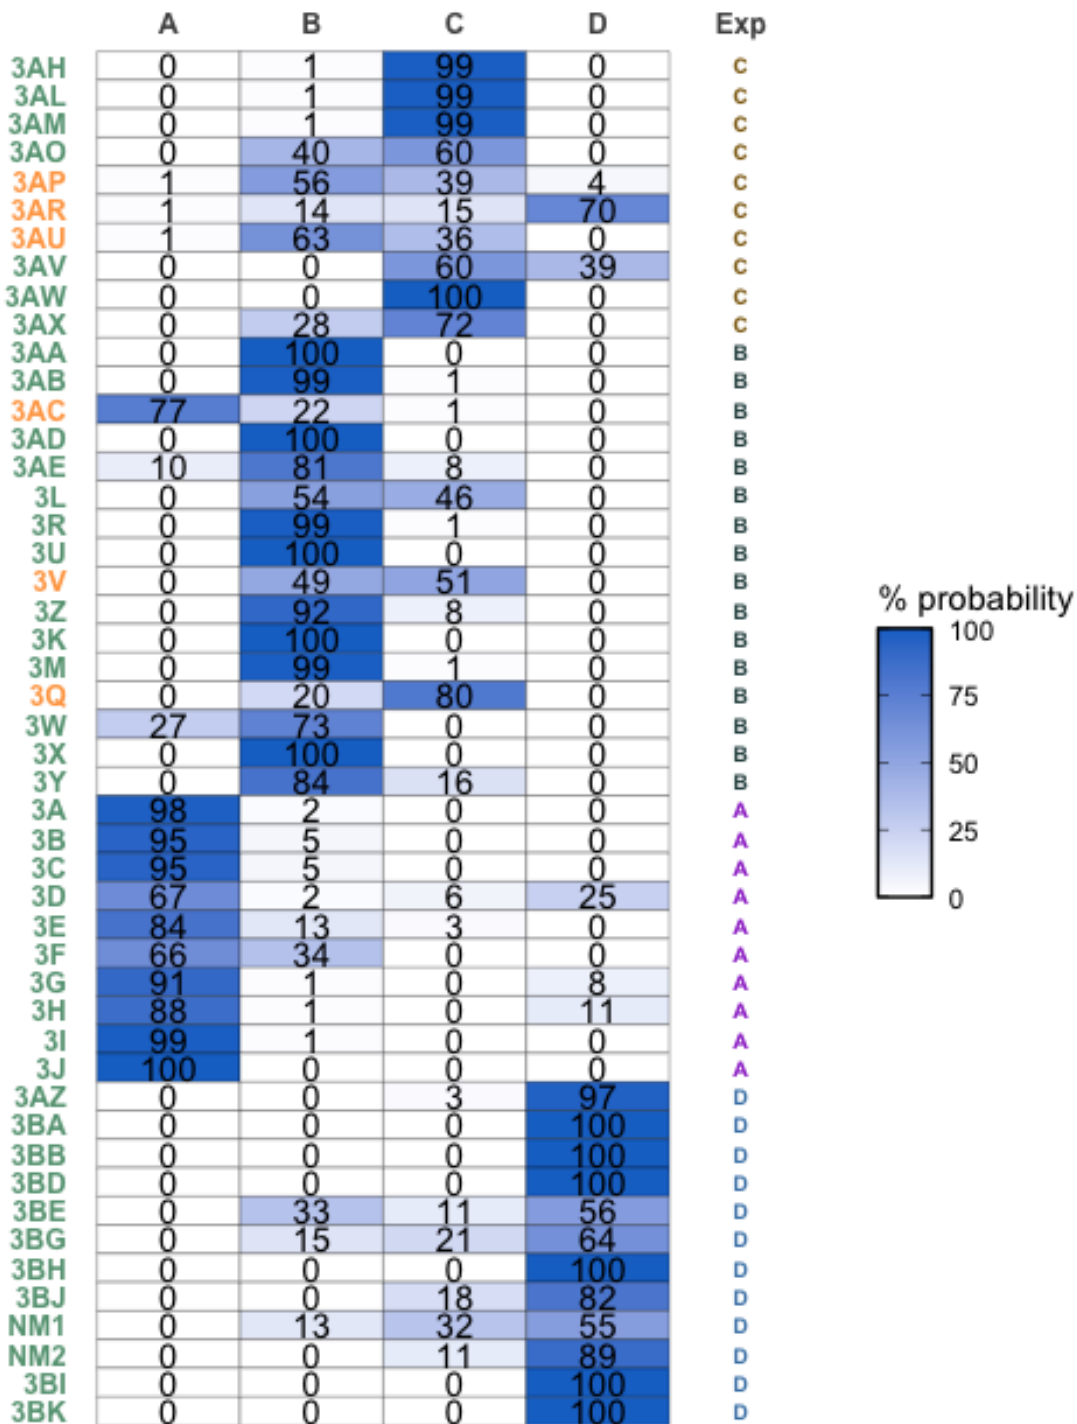 A B C D Exp
3AH 0 1 99 0 C
3AL 0 1 99 0 C
3AM 0 1 99 0 C
3AO 0 40 60 0 C
3AP 1 56 39 4 C
3AR 1 14 15 70 C
3AU 1 63 36 0 C
3AV 0 0 60 39 C
3AW 0 0 100 0 C
3AX 0 28 72 0 C
3AA 0 100 0 0 B
3AB 0 99 1 0 B
3AC 77 22 1 0 B
3AD 0 100 0 0 B
3AE 10 81 8 0 B
3L 0 54 46 0 B
3R 0 99 1 0 B
3U 0 100 0 0 B
3V 0 49 51 0 B
3Z 0 92 8 0 B
3K 0 100 0 0 B
3M 0 99 1 0 B
3Q 0 20 80 0 B
3W 27 73 0 0 B
3X 0 100 0 0 B
3Y 0 84 16 0 B
3A 98 2 0 0 A
3B 95 5 0 0 A
3C 95 5 0 0 A
3D 67 2 6 25 A
3E 84 13 3 0 A
3F 66 34 0 0 A
3G 91 1 0 8 A
3H 88 1 0 11 A
3I 99 1 0 0 A
3J 100 0 0 0 A
3AZ 0 0 3 97 D
3BA 0 0 0 100 D
3BB 0 0 0 100 D
3BD 0 0 0 100 D
3BE 0 33 11 56 D
3BG 0 15 21 64 D
3BH 0 0 0 100 D
3BJ 0 0 18 82 D
NM1 0 13 32 55 D
NM2 0 0 11 89 D
3BI 0 0 0 100 D
3BK 0 0 0 100 D
% probability
100
75
50
25
0